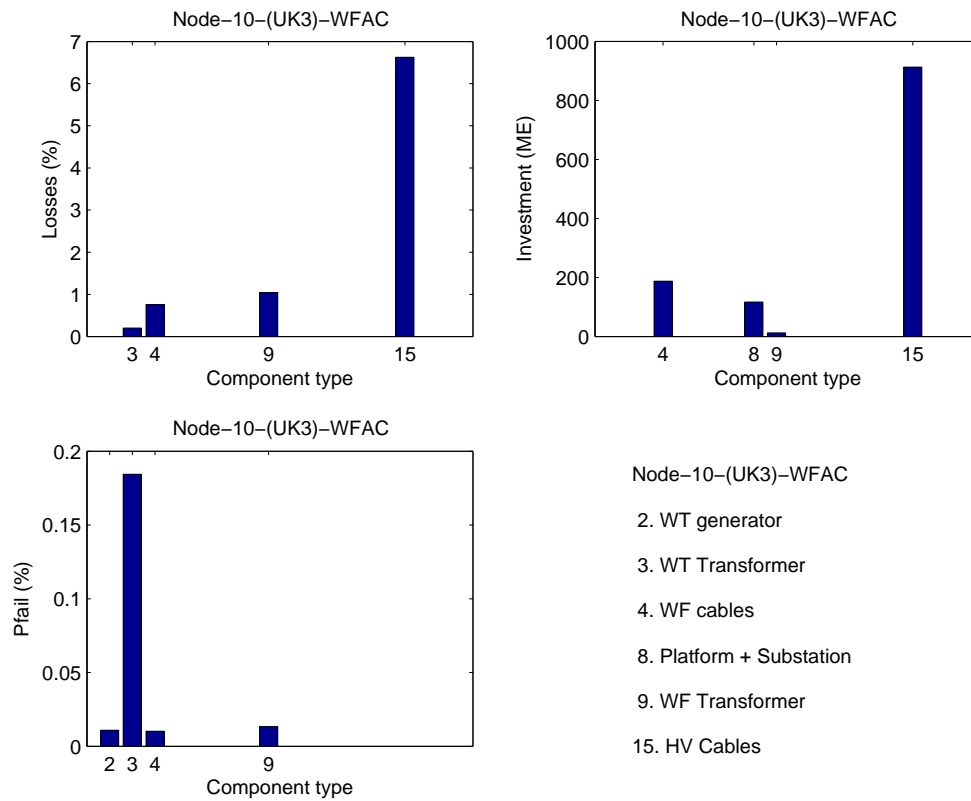 Node−10−(UK3)−WFAC
7
6
5
4
3
2
1
0
Losses (%)
3 4 9 15
Component type
Node−10−(UK3)−WFAC
1000
800
600
400
200
0
Investment (ME)
4 8 9 15
Component type
Node−10−(UK3)−WFAC
0.2
0.15
0.1
0.05
0
Pfail (%)
2 3 4 9
Component type
Node−10−(UK3)−WFAC
2. WT generator
3. WT Transformer
4. WF cables
8. Platform + Substation
9. WF Transformer
15. HV Cables